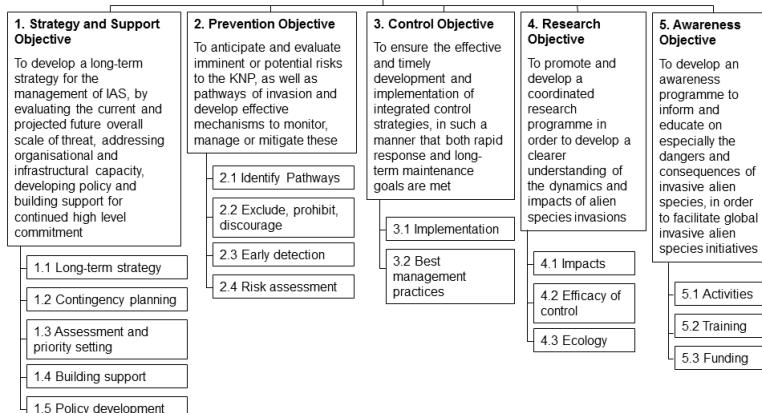 1. Strategy and Support
Objective
To develop a long-term
strategy for the
management of IAS, by
evaluating the current and
projected future overall
scale of threat, addressing
organisational and
infrastructural capacity,
developing policy and
building support for
continued high level
commitment
1.1 Long-term strategy
1.2 Contingency planning
1.3 Assessment and
priority setting
1.4 Building support
1.5 Policy development
2. Prevention Objective
To anticipate and evaluate
imminent or potential risks
to the KNP, as well as
pathways of invasion and
develop effective
mechanisms to monitor,
manage or mitigate these
2.1 Identify Pathways
2.2 Exclude, prohibit,
discourage
2.3 Early detection
2.4 Risk assessment
3. Control Objective
To ensure the effective
and timely
development and
implementation of
integrated control
strategies, in such a
manner that both rapid
response and long-
term maintenance
goals are met
3.1 Implementation
3.2 Best
management
practices
4. Research
Objective
To promote and
develop a
coordinated
research
programme in
order to develop a
clearer
understanding of
the dynamics and
impacts of alien
species invasions
4.1 Impacts
4.2 Efficacy of
control
4.3 Ecology
5. Awareness
Objective
To develop an
awareness
programme to
inform and
educate on
especially the
dangers and
consequences of
invasive alien
species, in order
to facilitate global
invasive alien
species initiatives
5.1 Activities
5.2 Training
5.3 Funding